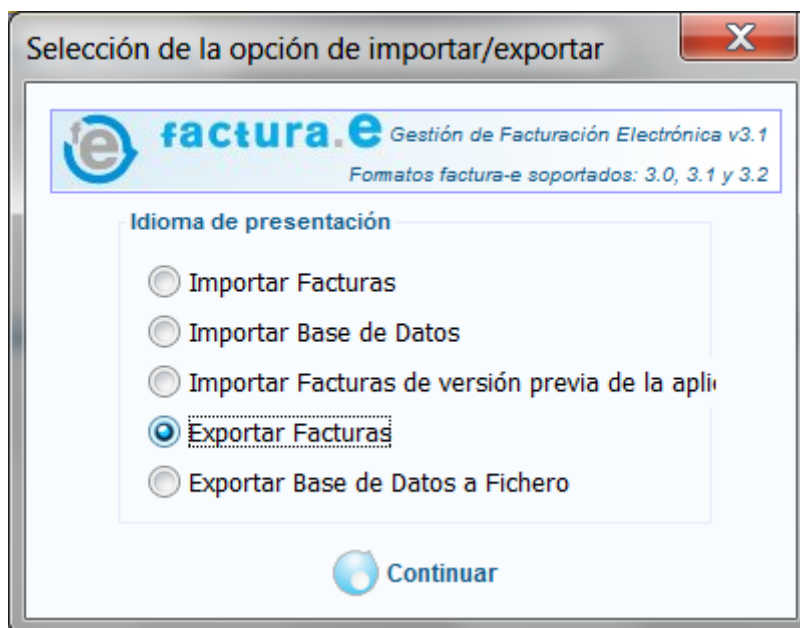 Selección de la opción de importar/exportar
fe factura.e Gestión de Facturación Electrónica v3.1
Formatos factura-e soportados: 3.0, 3.1 y 3.2
Idioma de presentación
Importar Facturas
Importar Base de Datos
Importar Facturas de versión previa de la apli
Exportar Facturas
Exportar Base de Datos a Fichero
Continuar